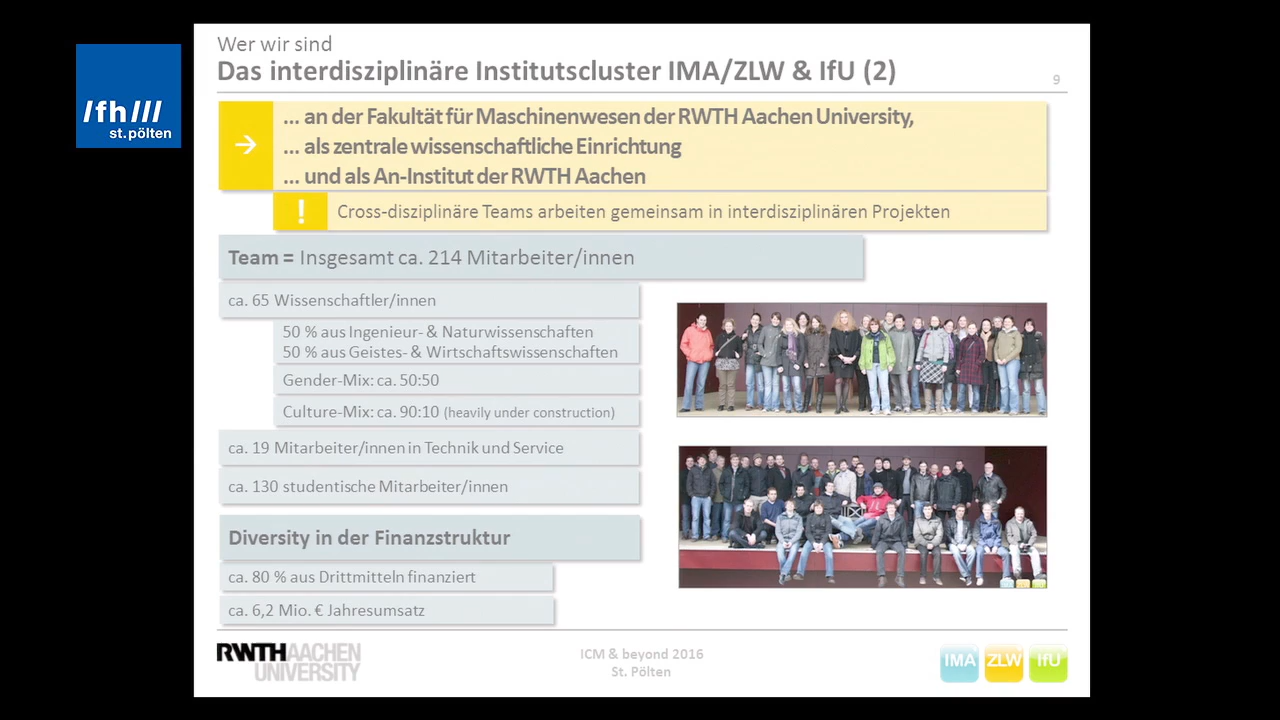 /fh///
st.pölten
Wer wir sind
Das interdisziplinäre Institutscluster IMA/ZLW & IfU (2)
9
→
... an der Fakultät für Maschinenwesen der RWTH Aachen University,
... als zentrale wissenschaftliche Einrichtung
... und als An-Institut der RWTH Aachen
!
Cross-disziplinäre Teams arbeiten gemeinsam in interdisziplinären Projekten
Team = Insgesamt ca. 214 Mitarbeiter/innen
ca. 65 Wissenschaftler/innen
50 % aus Ingenieur- & Naturwissenschaften
50 % aus Geistes- & Wirtschaftswissenschaften
Gender-Mix: ca. 50:50
Culture-Mix: ca. 90:10 (heavily under construction)
ca. 19 Mitarbeiter/innen in Technik und Service
ca. 130 studentische Mitarbeiter/innen
Diversity in der Finanzstruktur
ca. 80 % aus Drittmitteln finanziert
ca. 6,2 Mio. € Jahresumsatz
RWTHAACHEN
UNIVERSITY
ICM & beyond 2016
St. Pölten
IMA ZLW IfU